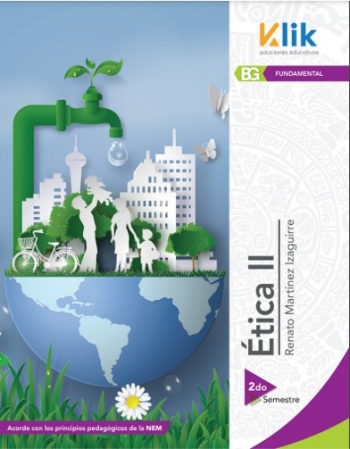 Klik
soluciones educativas
BG FUNDAMENTAL
Ética II
Renato Martínez Izaguirre
2do
Semestre
Acorde con los principios pedagógicos de la NEM